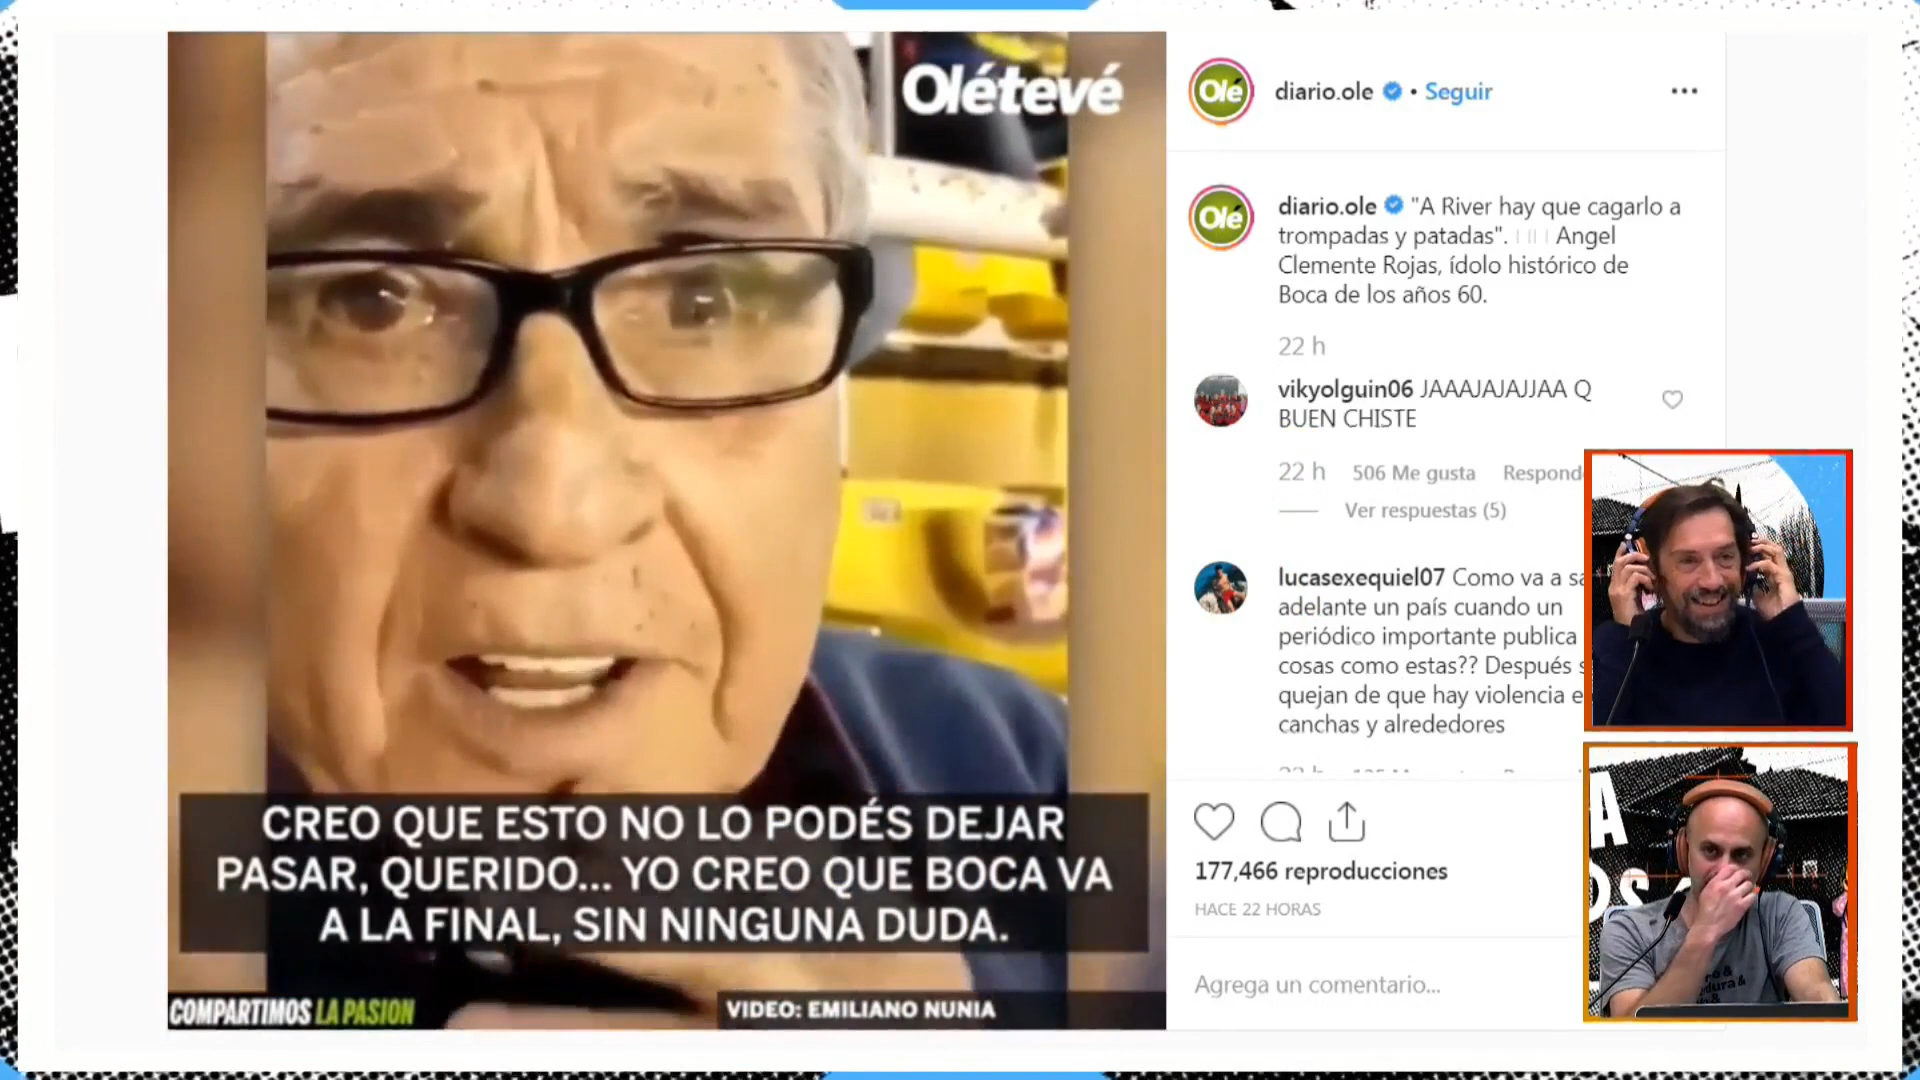 Olétevé
CREO QUE ESTO NO LO PODÉS DEJAR
PASAR, QUERIDO... YO CREO QUE BOCA VA
A LA FINAL, SIN NINGUNA DUDA.
COMPARTIMOS LA PASION
VIDEO: EMILIANO NUNIA
Olé
diario.ole • Seguir
Olé
diario.ole "A River hay que cagarlo a
trompadas y patadas". Angel
Clemente Rojas, ídolo histórico de
Boca de los años 60.
22 h
vikyolguin06 JAAAJAJAJJAA Q
BUEN CHISTE
22 h 506 Me gusta
Ver respuestas (5)
lucasexequiel07 Como va a
adelante un país cuando un
periódico importante publica
cosas como estas?? Después
quejan de que hay violencia
canchas y alrededores
177,466 reproducciones
HACE 22 HORAS
Agrega un comentario...